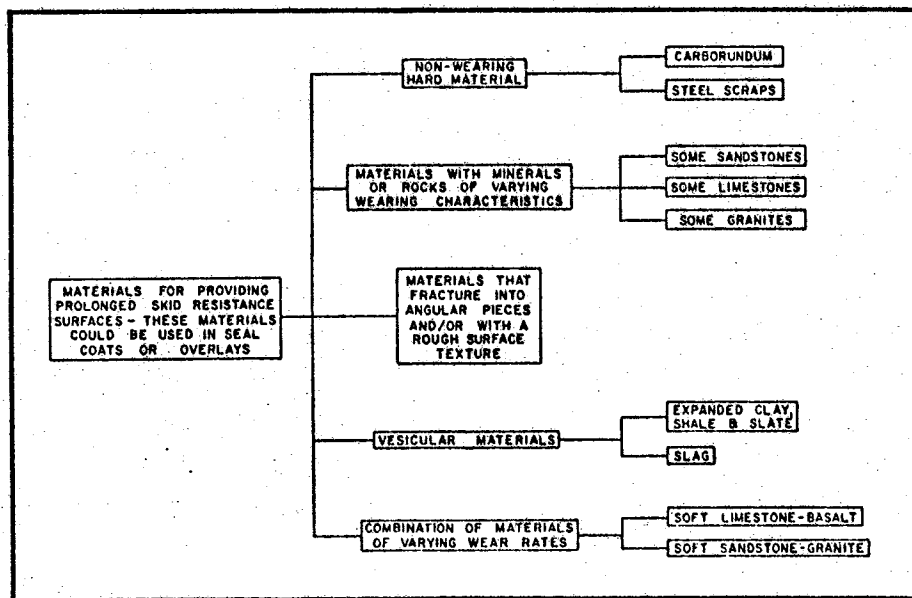 MATERIALS FOR PROVIDING
PROLONGED SKID RESISTANCE
SURFACES - THESE MATERIALS
COULD BE USED IN SEAL
COATS OR OVERLAYS
NON-WEARING
HARD MATERIAL
CARBORUNDUM
STEEL SCRAPS
MATERIALS WITH MINERALS
OR ROCKS OF VARYING
WEARING CHARACTERISTICS
SOME SANDSTONES
SOME LIMESTONES
SOME GRANITES
MATERIALS THAT
FRACTURE INTO
ANGULAR PIECES
AND/OR WITH A
ROUGH SURFACE
TEXTURE
VESICULAR MATERIALS
EXPANDED CLAY,
SHALE & SLATE
SLAG
COMBINATION OF MATERIALS
OF VARYING WEAR RATES
SOFT LIMESTONE-BASALT
SOFT SANDSTONE-GRANITE